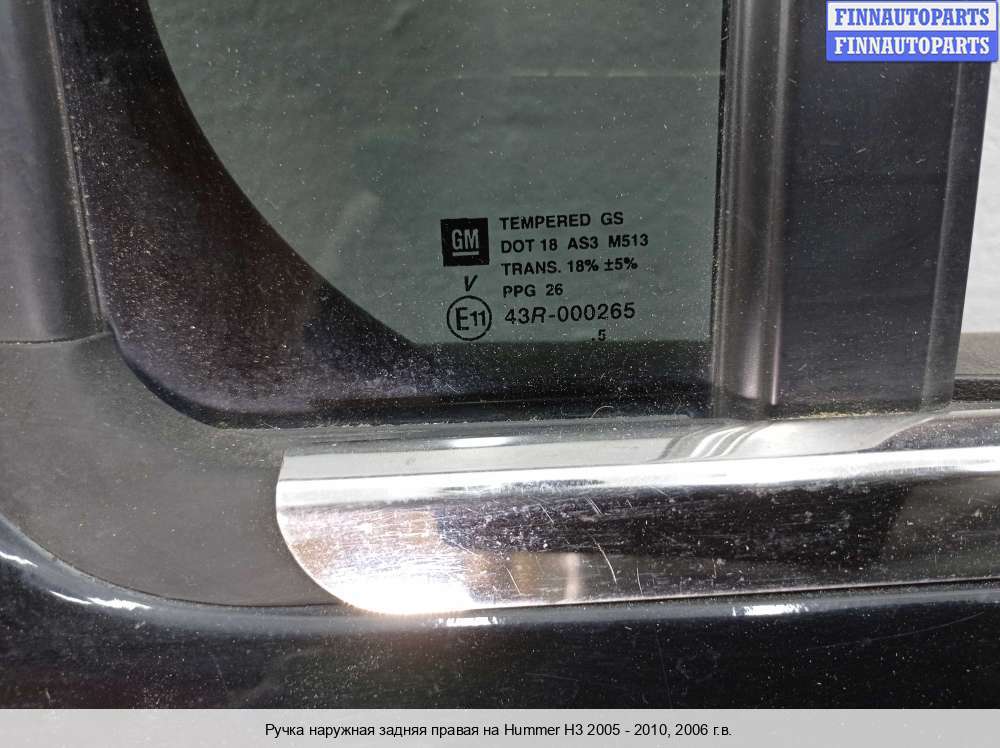 FINNAUTOPARTS
FINNAUTOPARTS
GM
TEMPERED GS
DOT 18 AS3 M513
TRANS. 18% ±5%
V
PPG 26
E11 43R-000265
.5
Ручка наружная задняя правая на Hummer H3 2005 - 2010, 2006 г.в.